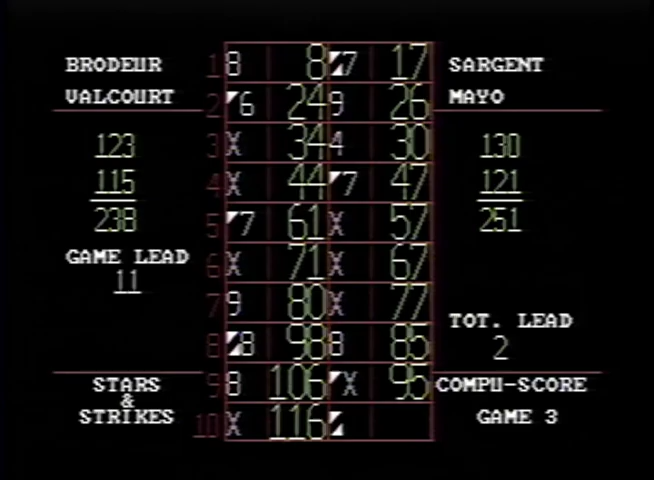 BRODEUR
VALCOURT
123
115
238
GAME LEAD
11
STARS
&
STRIKES
1 8 8 7 17
2 6 24 9 26
3 X 34 4 30
4 X 44 7 47
5 7 61 X 57
6 X 71 X 67
7 9 80 X 77
8 8 98 8 85
9 8 106 X 95
10 X 116
SARGENT
MAYO
130
121
251
TOT. LEAD
2
COMPU-SCORE
GAME 3